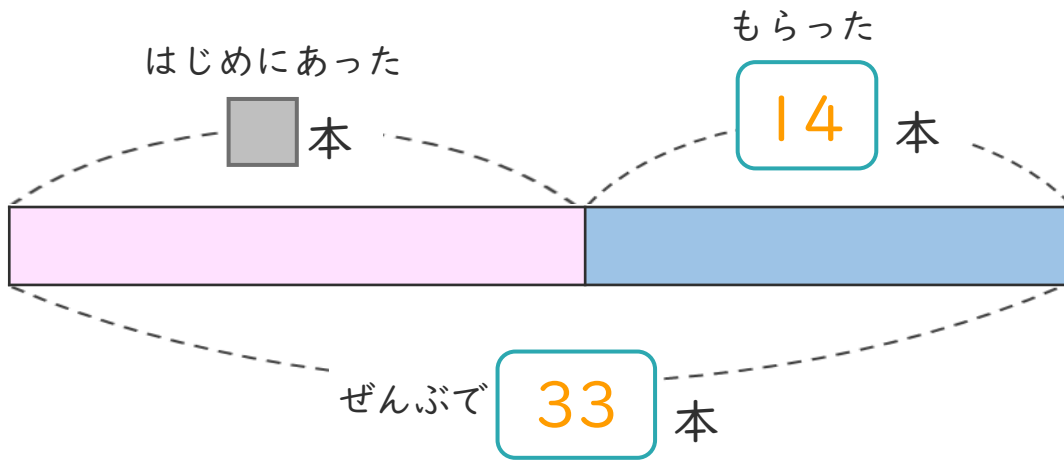 もらった
はじめにあった
14 本
本
ぜんぶで 33 本